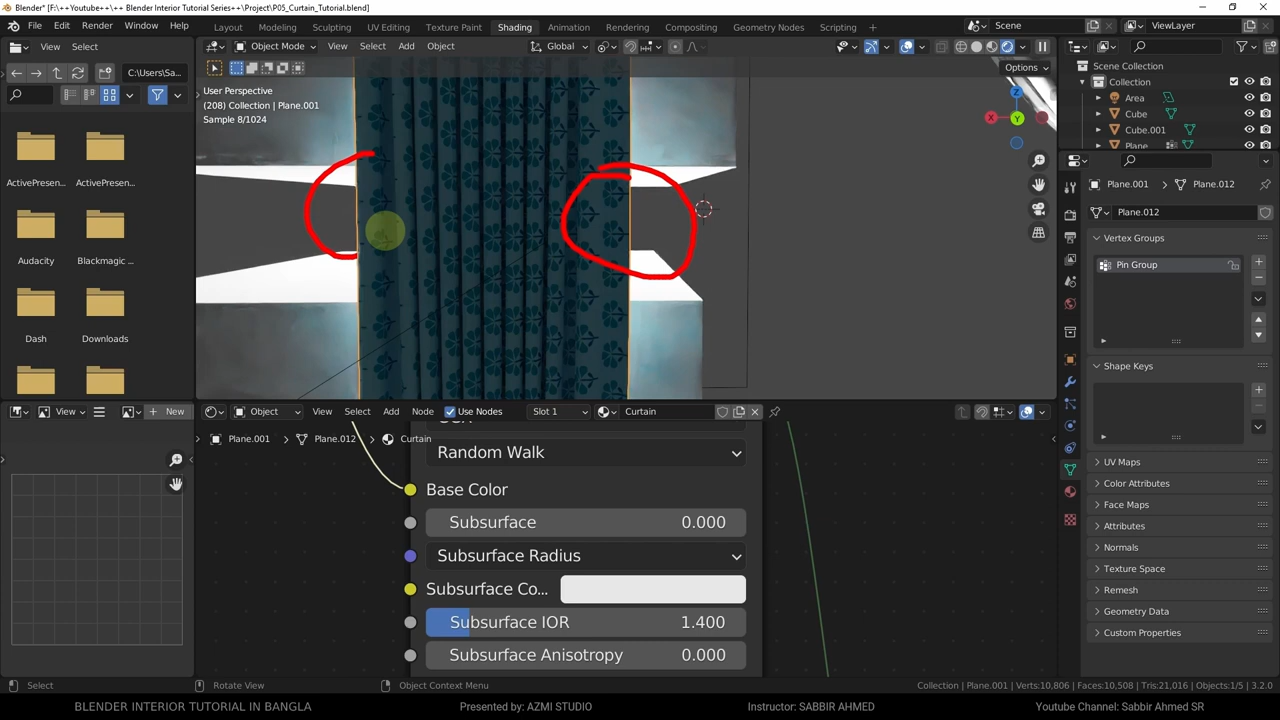 Blender* [F:\++Youtube++\++ Blender Interior Tutorial Series++\Project\P05_Curtain_Tutorial.blend]
File Edit Render Window Help Layout Modeling Sculpting UV Editing Texture Paint Shading Animation Rendering Compositing Geometry Nodes Scripting Scene ViewLayer
View Select Object Mode View Select Add Object Global
C:\Users\Sa... Options
User Perspective
(208) Collection | Plane.001
Sample 8/1024
Z
X
Y
ActivePresen... ActivePresen...
Audacity Blackmagic ...
Dash Downloads
Scene Collection
Collection
Area
Cube
Cube.001
Plane
Plane.001 Plane.012
Plane.012
Vertex Groups
Pin Group
Shape Keys
UV Maps
Color Attributes
Face Maps
Attributes
Normals
Texture Space
Remesh
Geometry Data
Custom Properties
View New Object View Select Add Node Use Nodes Slot 1 Curtain
Plane.001 Plane.012 Curtain
Random Walk
Base Color
Subsurface 0.000
Subsurface Radius
Subsurface Co...
Subsurface IOR 1.400
Subsurface Anisotropy 0.000
Select Rotate View Object Context Menu Collection | Plane.001 | Verts:10,806 | Faces:10,508 | Tris:21,016 | Objects:1/5 | 3.2.0
BLENDER INTERIOR TUTORIAL IN BANGLA Presented by: AZMI STUDIO Instructor: SABBIR AHMED Youtube Channel: Sabbir Ahmed SR